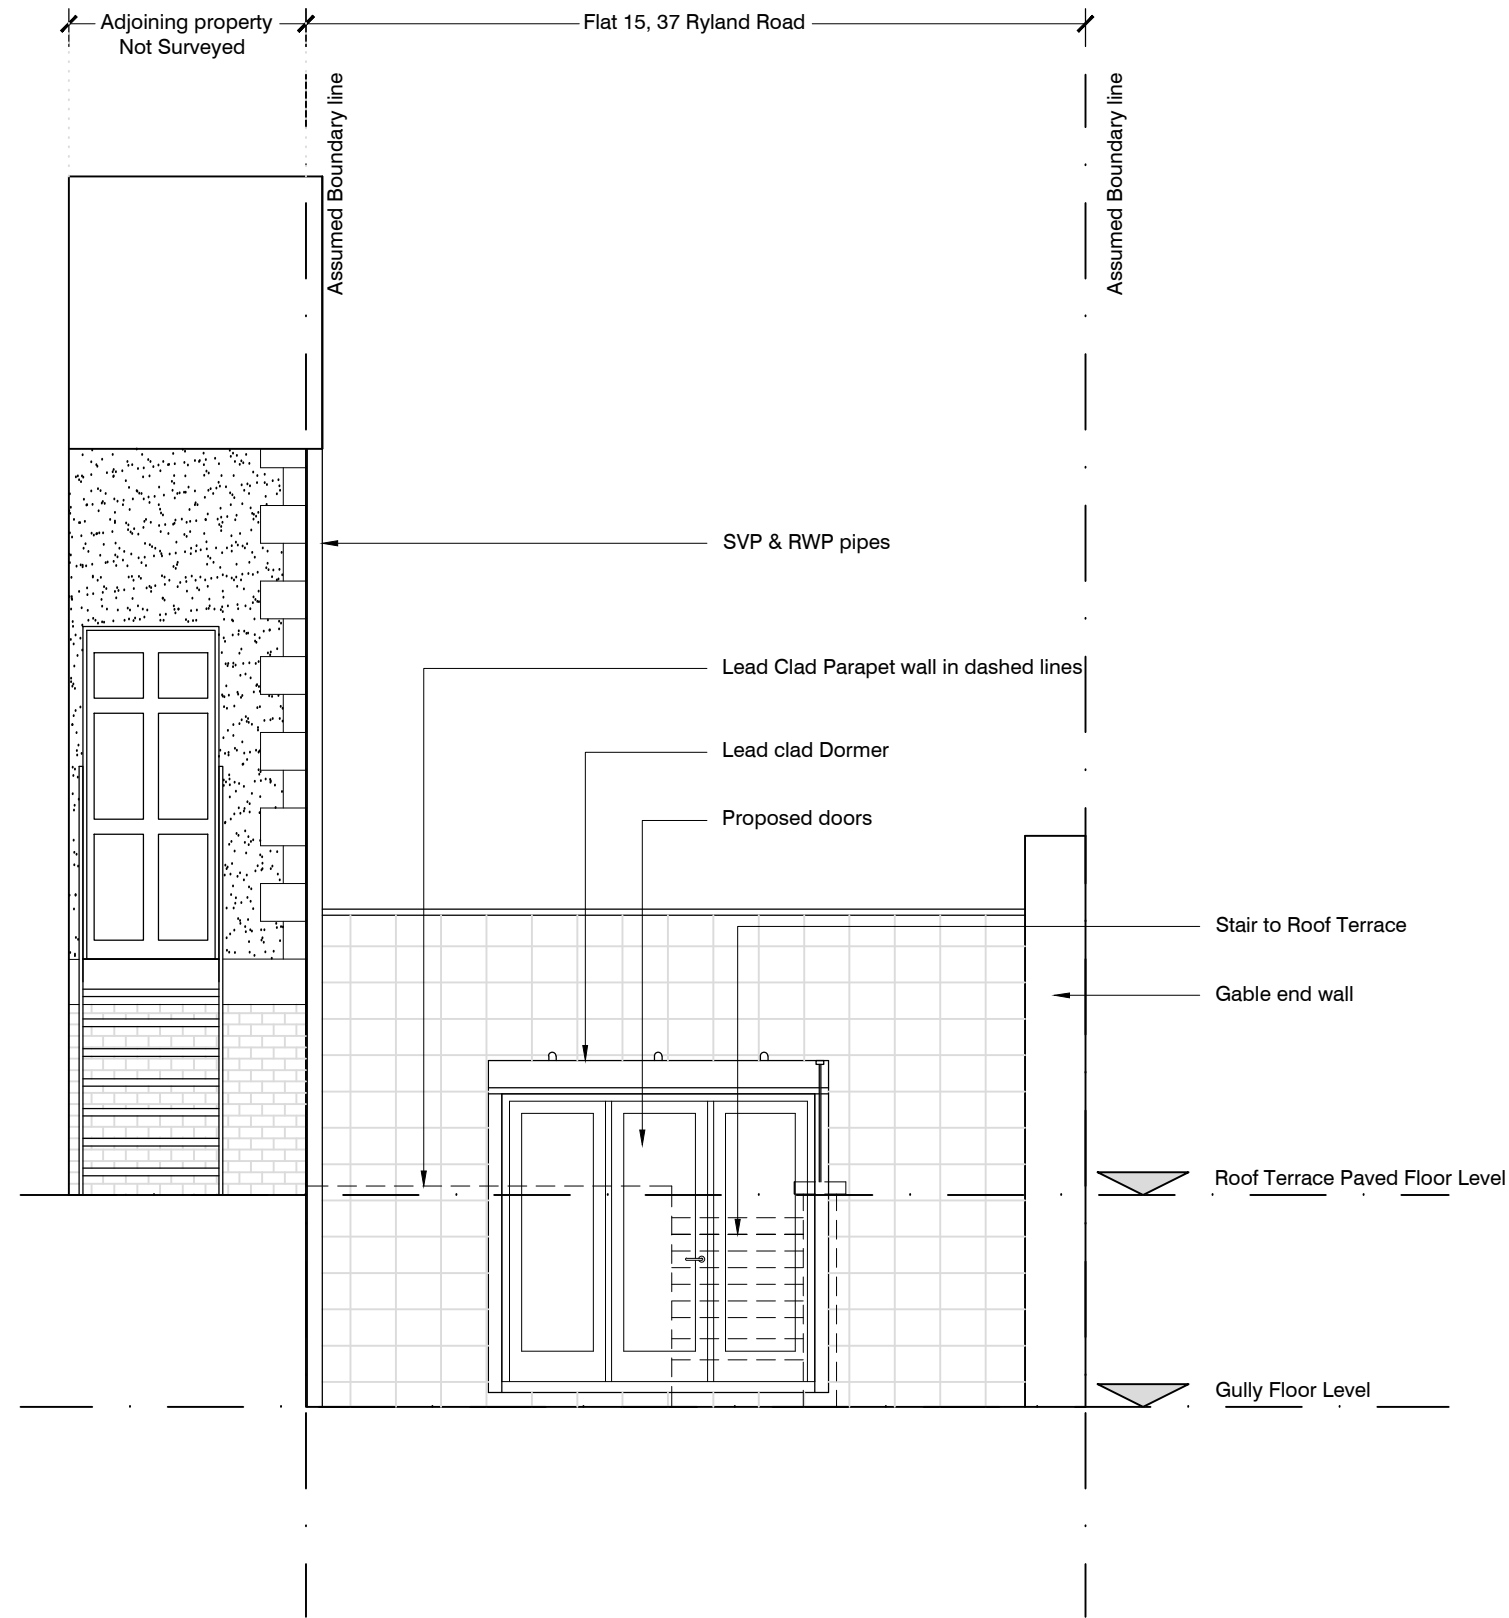 Adjoining property
Not Surveyed
Flat 15, 37 Ryland Road
Assumed Boundary line
Assumed Boundary line
SVP & RWP pipes
Lead Clad Parapet wall in dashed lines
Lead clad Dormer
Proposed doors
Stair to Roof Terrace
Gable end wall
Roof Terrace Paved Floor Level
Gully Floor Level